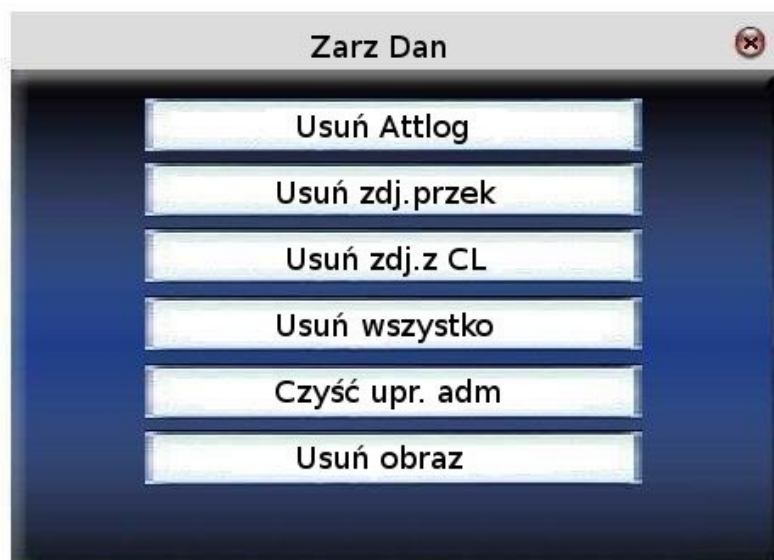 Zarz Dan
Usuń Attlog
Usuń zdj.przek
Usuń zdj.z CL
Usuń wszystko
Czyść upr. adm
Usuń obraz